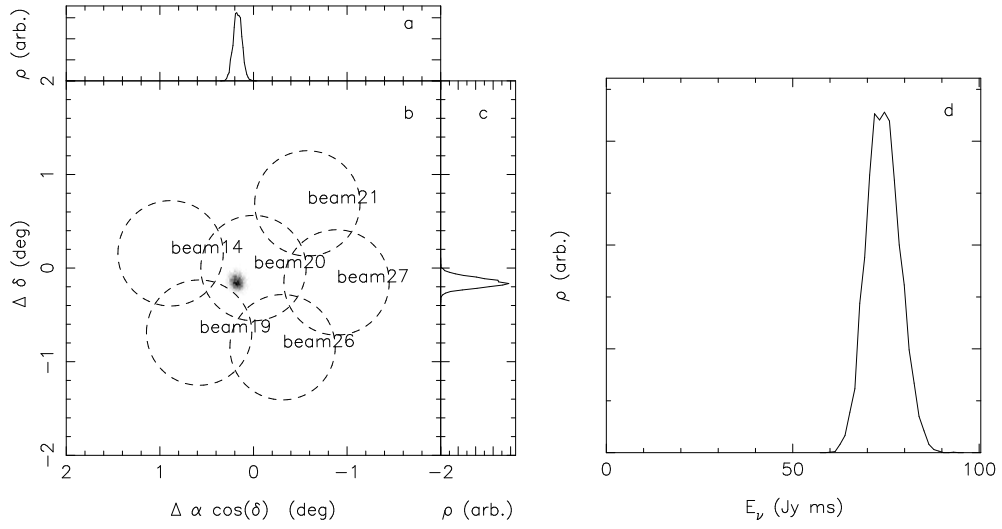 ρ (arb.)
a
2
1
0
−1
−2
Δ δ (deg)
b
c
beam21
beam14
beam20
beam27
beam19
beam26
2
1
0
−1
−2
Δ α cos(δ) (deg)
ρ (arb.)
d
ρ (arb.)
0
50
100
E_ν (Jy ms)